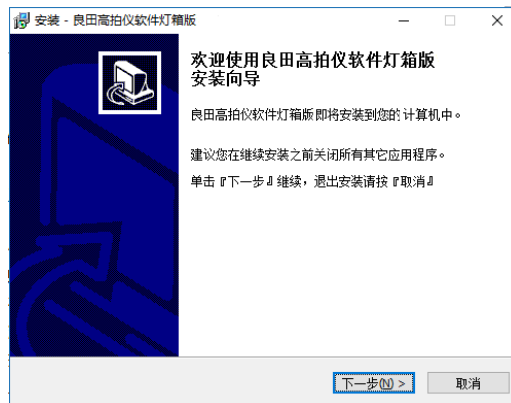 安装 - 良田高拍仪软件灯箱版
欢迎使用良田高拍仪软件灯箱版
安装向导
良田高拍仪软件灯箱版即将安装到您的计算机中。
建议您在继续安装之前关闭所有其它应用程序。
单击『下一步』继续，退出安装请按『取消』
下一步(N) >
取消